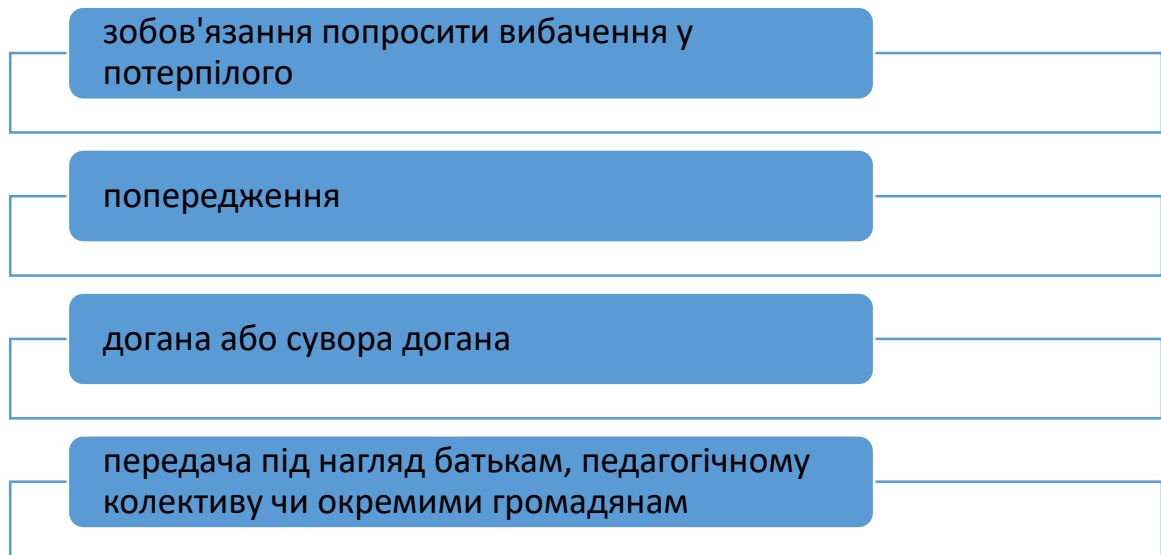 зобов'язання попросити вибачення у
потерпілого
попередження
догана або сувора догана
передача під нагляд батькам, педагогічному
колективу чи окремими громадянам